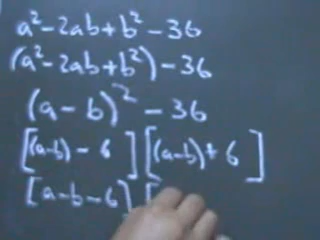 a² - 2ab + b² - 36
(a² - 2ab + b²) - 36
(a - b)² - 36
[(a-b) - 6] [(a-b) + 6]
[a-b-6] [